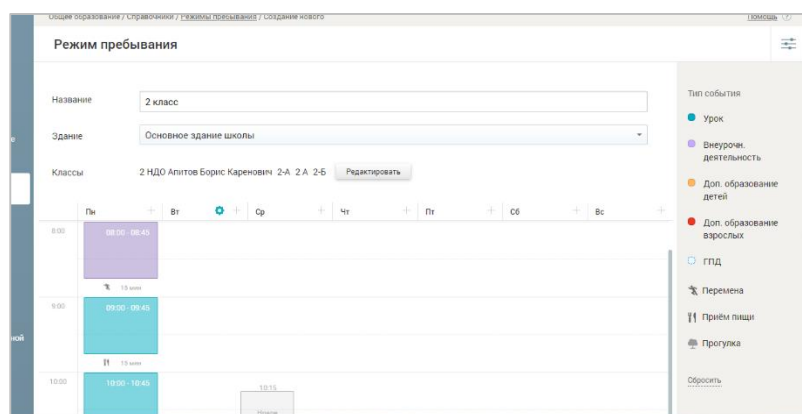 Общее образование / Справочники / Режимы пребывания / Создание нового
Помощь ?
Режим пребывания
Название
2 класс
Здание
Основное здание школы
Классы
2 НДО Апитов Борис Каренович 2-А 2 А 2-Б
Редактировать
Пн + Вт + Ср + Чт + Пт + Сб + Вс +
8:00
08:00 - 08:45
15 мин
9:00
09:00 - 09:45
15 мин
10:00
10:00 - 10:45
10:15
Тип события
Урок
Внеурочн.
деятельность
Доп. образование
детей
Доп. образование
взрослых
ГПД
Перемена
Приём пищи
Прогулка
Сбросить
е
ной